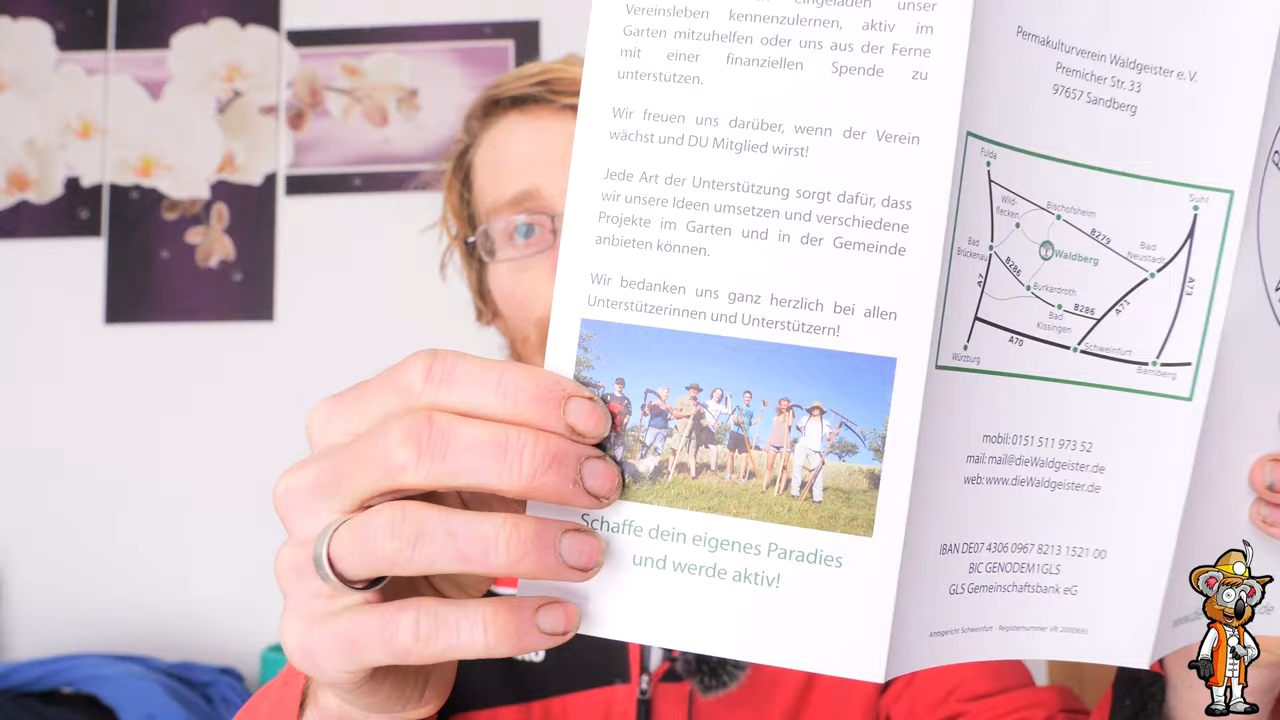 eingeladen unser
Vereinsleben kennenzulernen, aktiv im
Garten mitzuhelfen oder uns aus der Ferne
mit einer finanziellen Spende zu
unterstützen.
Wir freuen uns darüber, wenn der Verein
wächst und DU Mitglied wirst!
Jede Art der Unterstützung sorgt dafür, dass
wir unsere Ideen umsetzen und verschiedene
Projekte im Garten und in der Gemeinde
anbieten können.
Wir bedanken uns ganz herzlich bei allen
Unterstützerinnen und Unterstützern!
Schaffe dein eigenes Paradies
und werde aktiv!
Permakulturverein Waldgeister e. V.
Premicher Str. 33
97657 Sandberg
Fulda
Suhl
Wild-
flecken
Bischofsheim
B279
Bad
Neustadt
Bad
Brückenau
Waldberg
B286
Burkardroth
A7
B286
A71
A73
Bad
Kissingen
A70
Schweinfurt
Würzburg
Bamberg
mobil: 0151 511 973 52
mail: mail@dieWaldgeister.de
web: www.dieWaldgeister.de
IBAN DE07 4306 0967 8213 1521 00
BIC GENODEM1GLS
GLS Gemeinschaftsbank eG
Amtsgericht Schweinfurt - Registernummer VR 200069